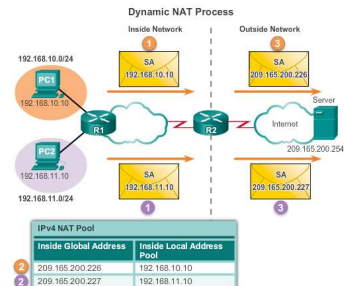 Dynamic NAT Process
Inside Network
Outside Network
1
3
192.168.10.0/24
SA
192.168.10.10
SA
209.165.200.226
PC1
192.168.10.10
Server
R1
R2
Internet
209.165.200.254
PC2
192.168.11.10
SA
192.168.11.10
SA
209.165.200.227
192.168.11.0/24
1
3
IPv4 NAT Pool
Inside Global Address
Inside Local Address Pool
2
209.165.200.226
192.168.10.10
2
209.165.200.227
192.168.11.10